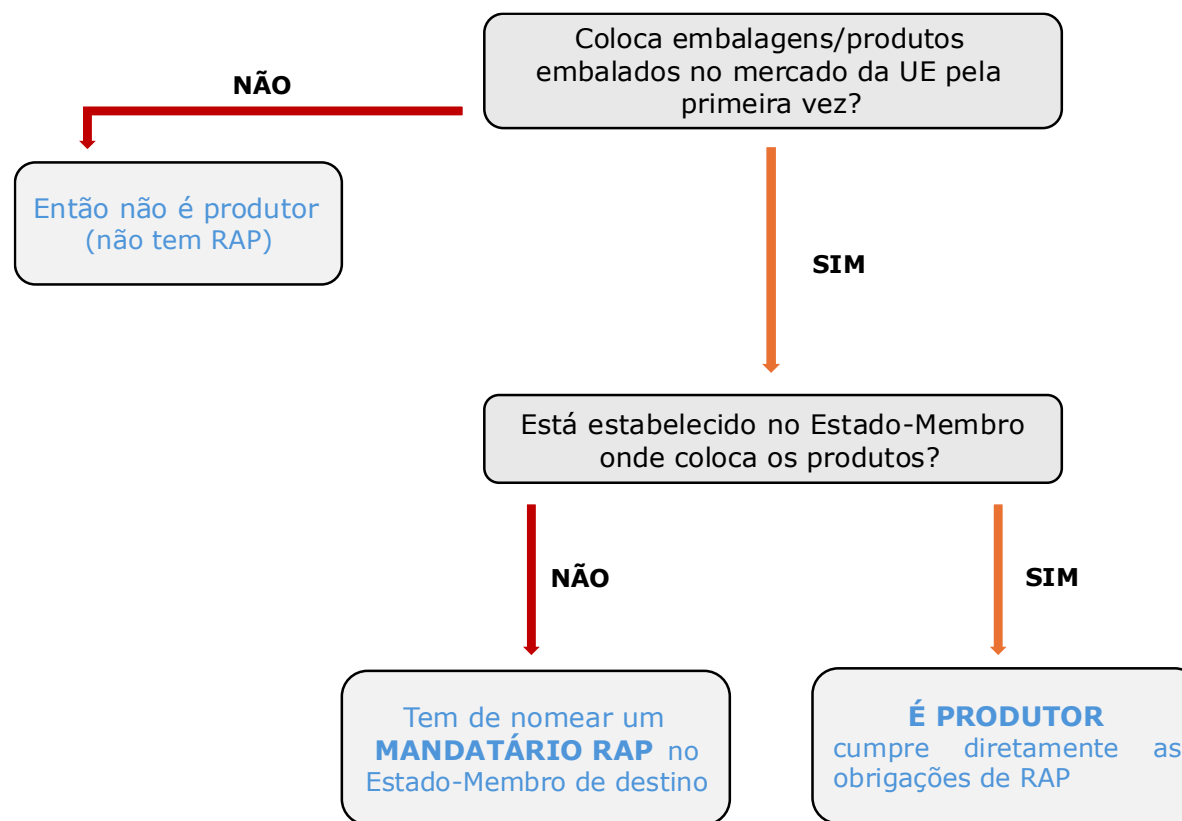 Coloca embalagens/produtos
embalados no mercado da UE pela
primeira vez?
NÃO
Então não é produtor
(não tem RAP)
SIM
Está estabelecido no Estado-Membro
onde coloca os produtos?
NÃO
SIM
Tem de nomear um
MANDATÁRIO RAP no
Estado-Membro de destino
É PRODUTOR
cumpre diretamente as
obrigações de RAP